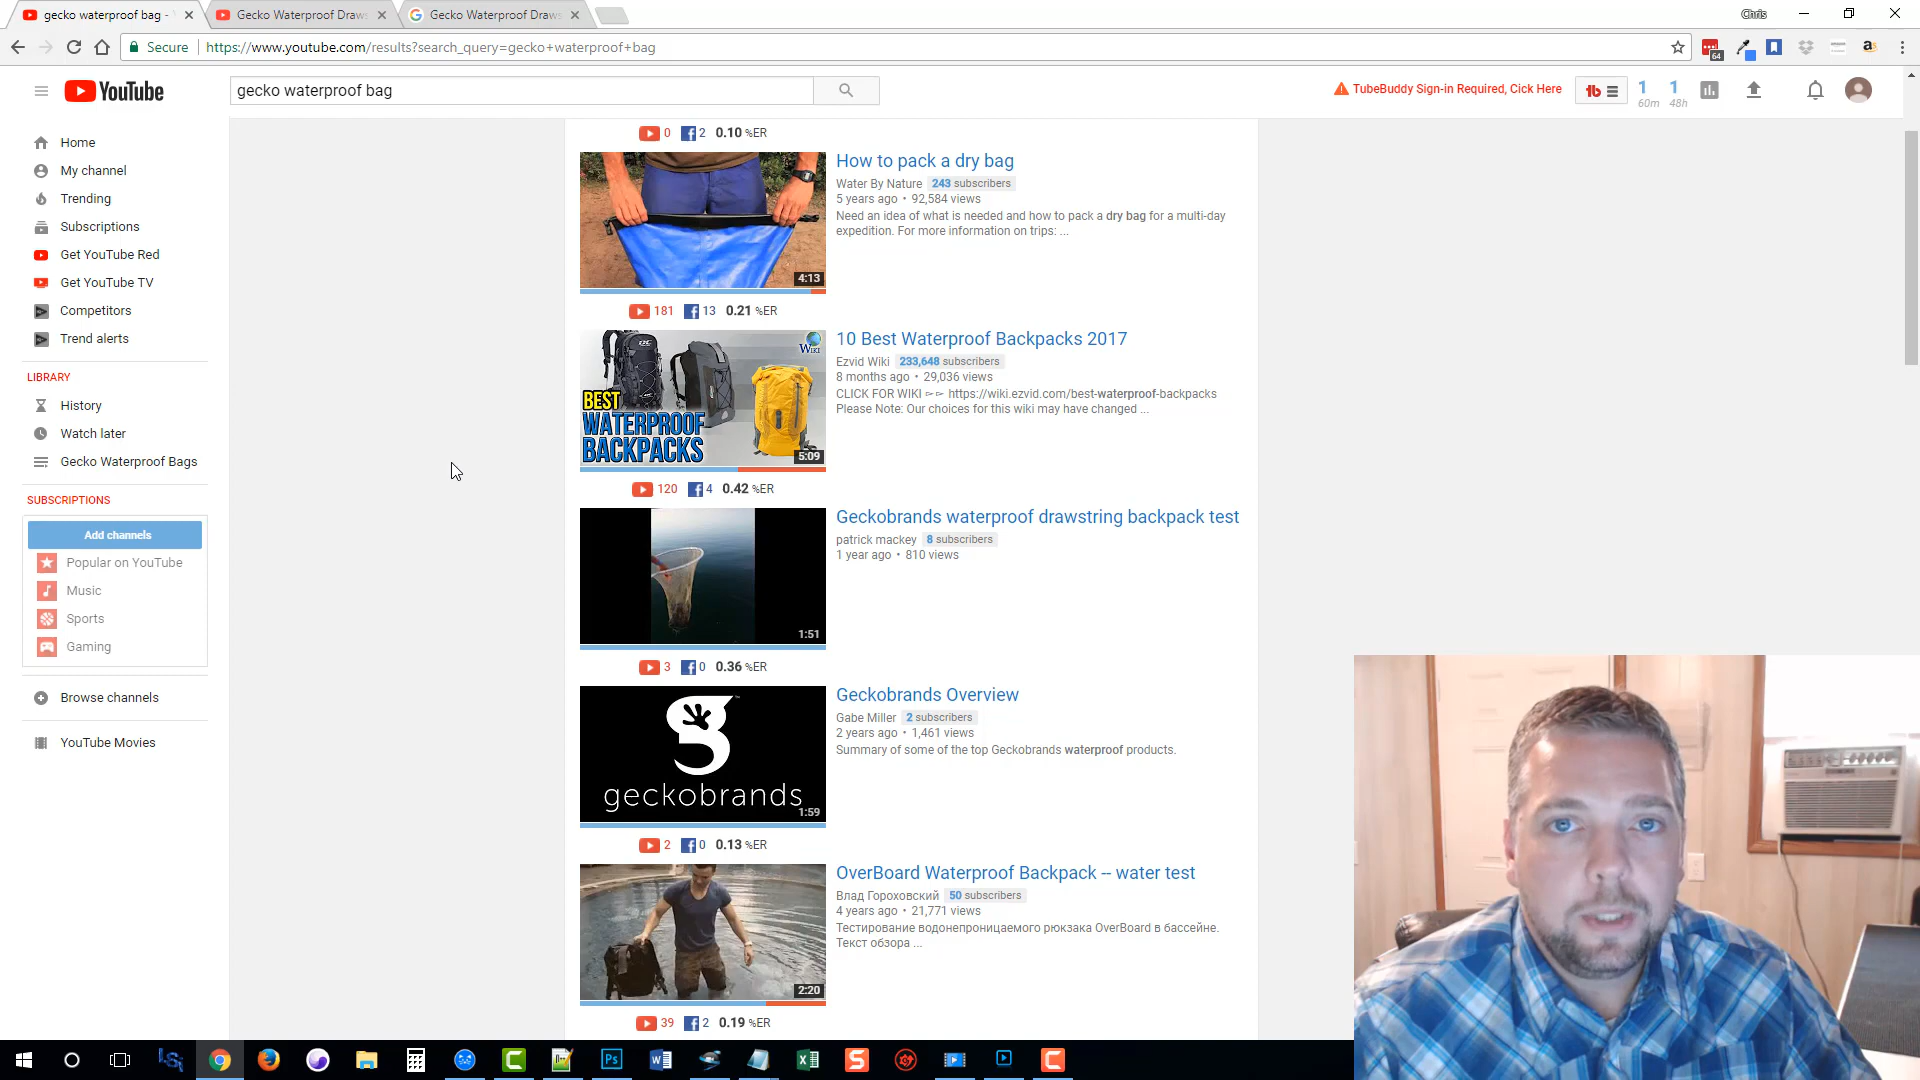 gecko waterproof bag -
Gecko Waterproof Draws
Gecko Waterproof Draws
Chris
Secure
https://www.youtube.com/results?search_query=gecko+waterproof+bag
64
YouTube
gecko waterproof bag
TubeBuddy Sign-in Required, Cick Here
1
60m
1
48h
Home
My channel
Trending
Subscriptions
Get YouTube Red
Get YouTube TV
Competitors
Trend alerts
LIBRARY
History
Watch later
Gecko Waterproof Bags
SUBSCRIPTIONS
Add channels
Popular on YouTube
Music
Sports
Gaming
Browse channels
YouTube Movies
0 2 0.10 %ER
4:13
How to pack a dry bag
Water By Nature 243 subscribers
5 years ago • 92,584 views
Need an idea of what is needed and how to pack a dry bag for a multi-day
expedition. For more information on trips: ...
181 13 0.21 %ER
Wiki
BEST
WATERPROOF
BACKPACKS
5:09
10 Best Waterproof Backpacks 2017
Ezvid Wiki 233,648 subscribers
8 months ago • 29,036 views
CLICK FOR WIKI ➢➢ https://wiki.ezvid.com/best-waterproof-backpacks
Please Note: Our choices for this wiki may have changed ...
120 4 0.42 %ER
1:51
Geckobrands waterproof drawstring backpack test
patrick mackey 8 subscribers
1 year ago • 810 views
3 0 0.36 %ER
geckobrands
1:59
Geckobrands Overview
Gabe Miller 2 subscribers
2 years ago • 1,461 views
Summary of some of the top Geckobrands waterproof products.
2 0 0.13 %ER
2:20
OverBoard Waterproof Backpack -- water test
Влад Гороховский 50 subscribers
4 years ago • 21,771 views
Тестирование водонепроницаемого рюкзака OverBoard в бассейне.
Текст обзора ...
39 2 0.19 %ER